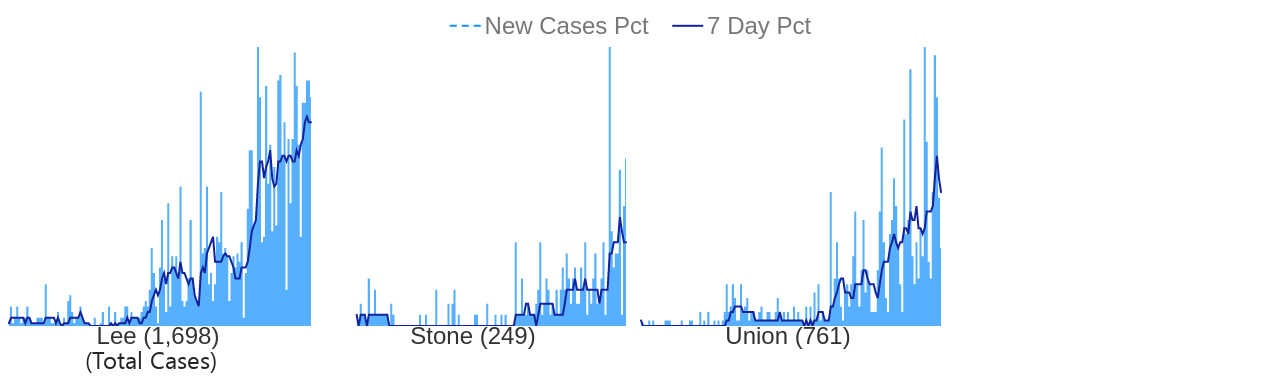 New Cases Pct 7 Day Pct
Lee (1,698) Stone (249) Union (761)
(Total Cases)